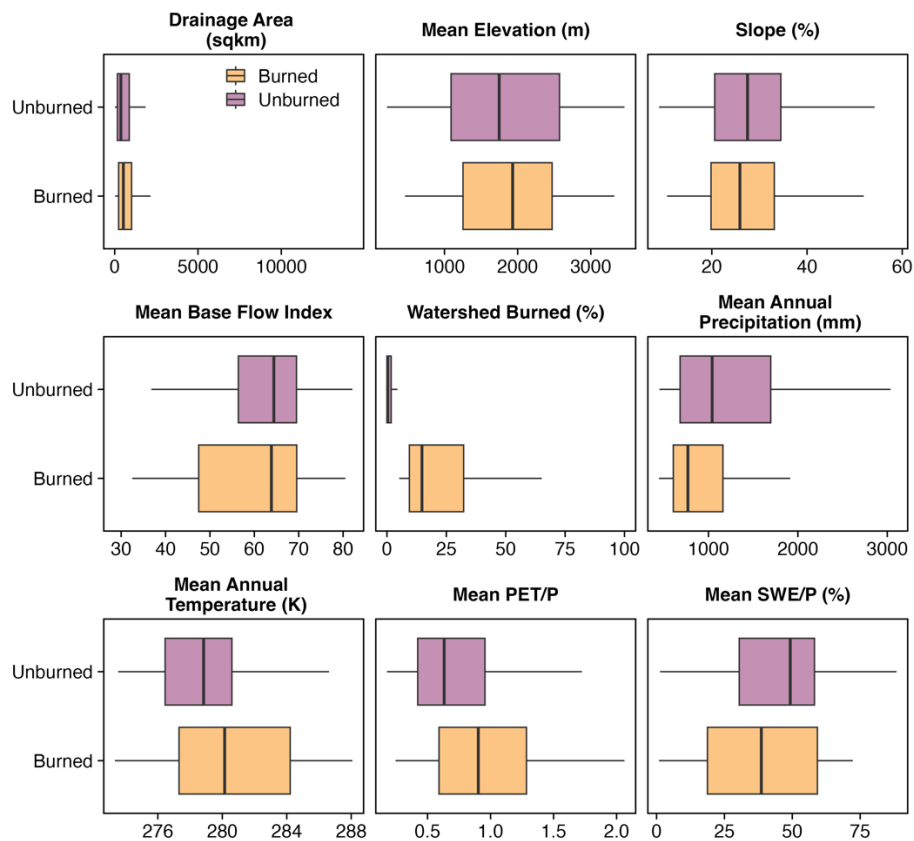 Drainage Area
(sqkm)
Mean Elevation (m)
Slope (%)
Burned
Unburned
Unburned
Burned
0 5000 10000
1000 2000 3000
20 40 60
Mean Base Flow Index
Watershed Burned (%)
Mean Annual
Precipitation (mm)
Unburned
Burned
30 40 50 60 70 80
0 25 50 75 100
1000 2000 3000
Mean Annual
Temperature (K)
Mean PET/P
Mean SWE/P (%)
Unburned
Burned
276 280 284 288
0.5 1.0 1.5 2.0
0 25 50 75